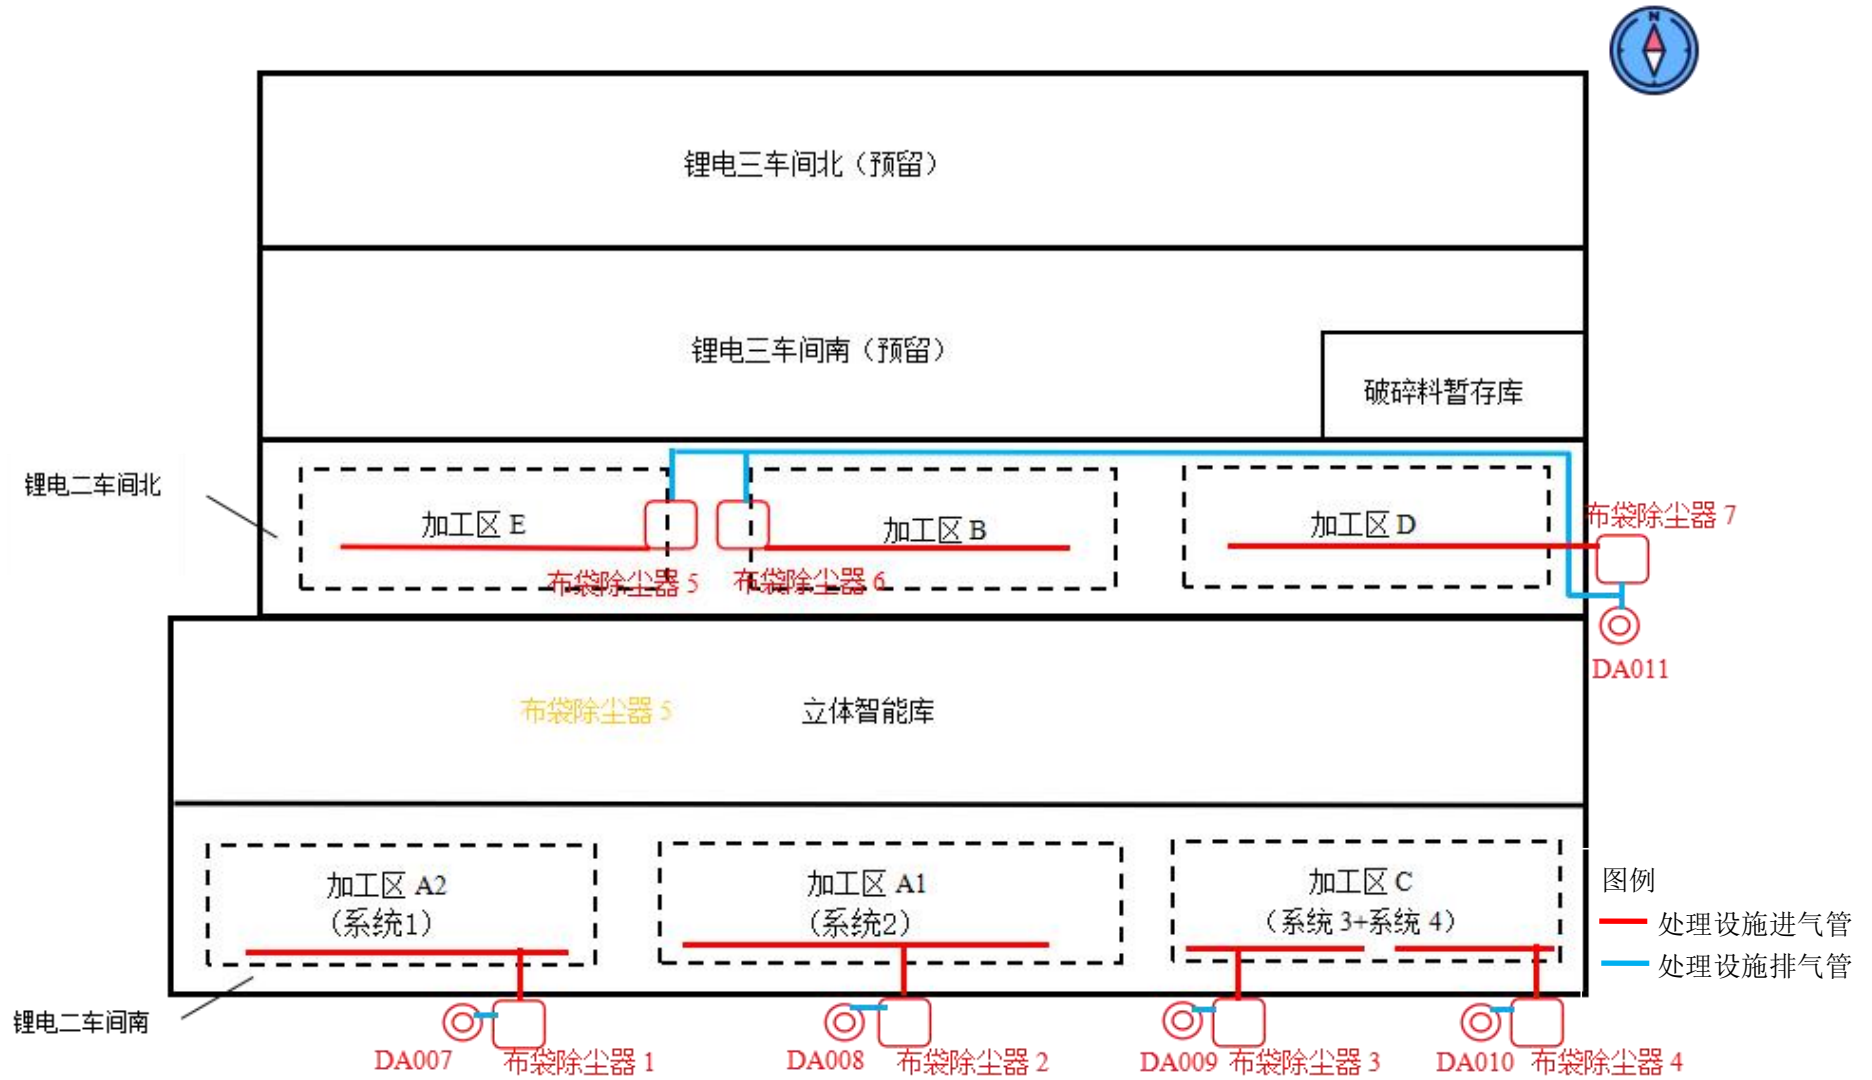 N
锂电三车间北（预留）
锂电三车间南（预留）
破碎料暂存库
锂电二车间北
加工区 E
加工区 B
加工区 D
布袋除尘器 7
布袋除尘器 5
布袋除尘器 6
DA011
布袋除尘器 5
立体智能库
加工区 A2
（系统1）
加工区 A1
（系统2）
加工区 C
（系统 3+系统 4）
图例
处理设施进气管
处理设施排气管
锂电二车间南
DA007
布袋除尘器 1
DA008
布袋除尘器 2
DA009
布袋除尘器 3
DA010
布袋除尘器 4